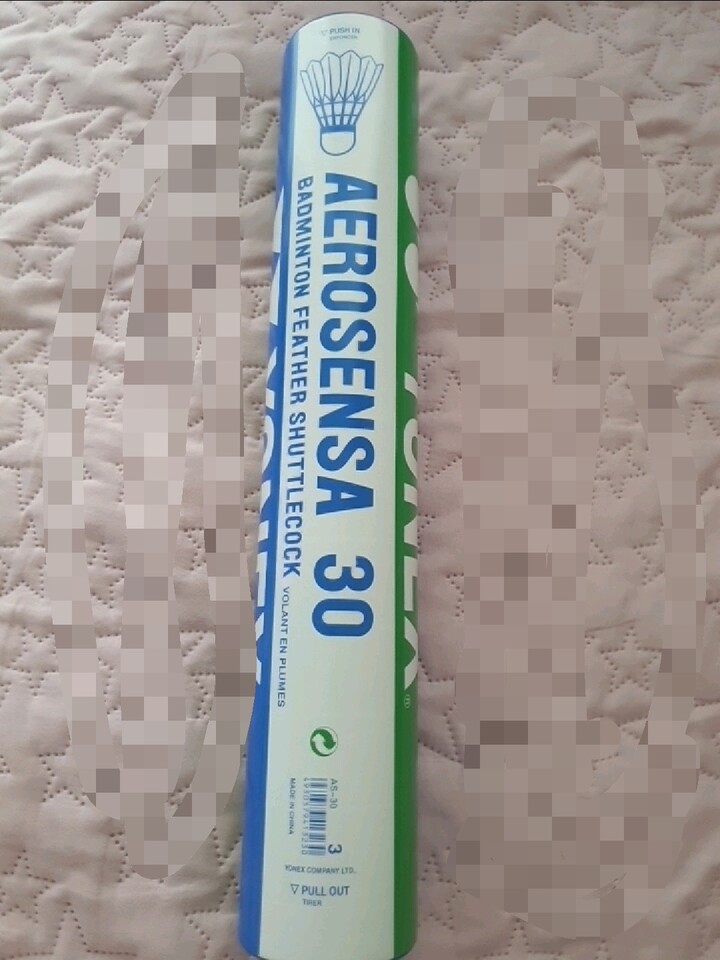 ▽ PUSH IN
AEROSENSA 30
BADMINTON FEATHER SHUTTLECOCK
VOLANT EN PLUMES
YONEX
YONEX®
AS-30
3
MADE IN CHINA
YONEX COMPANY LTD.
▽ PULL OUT
TIRER